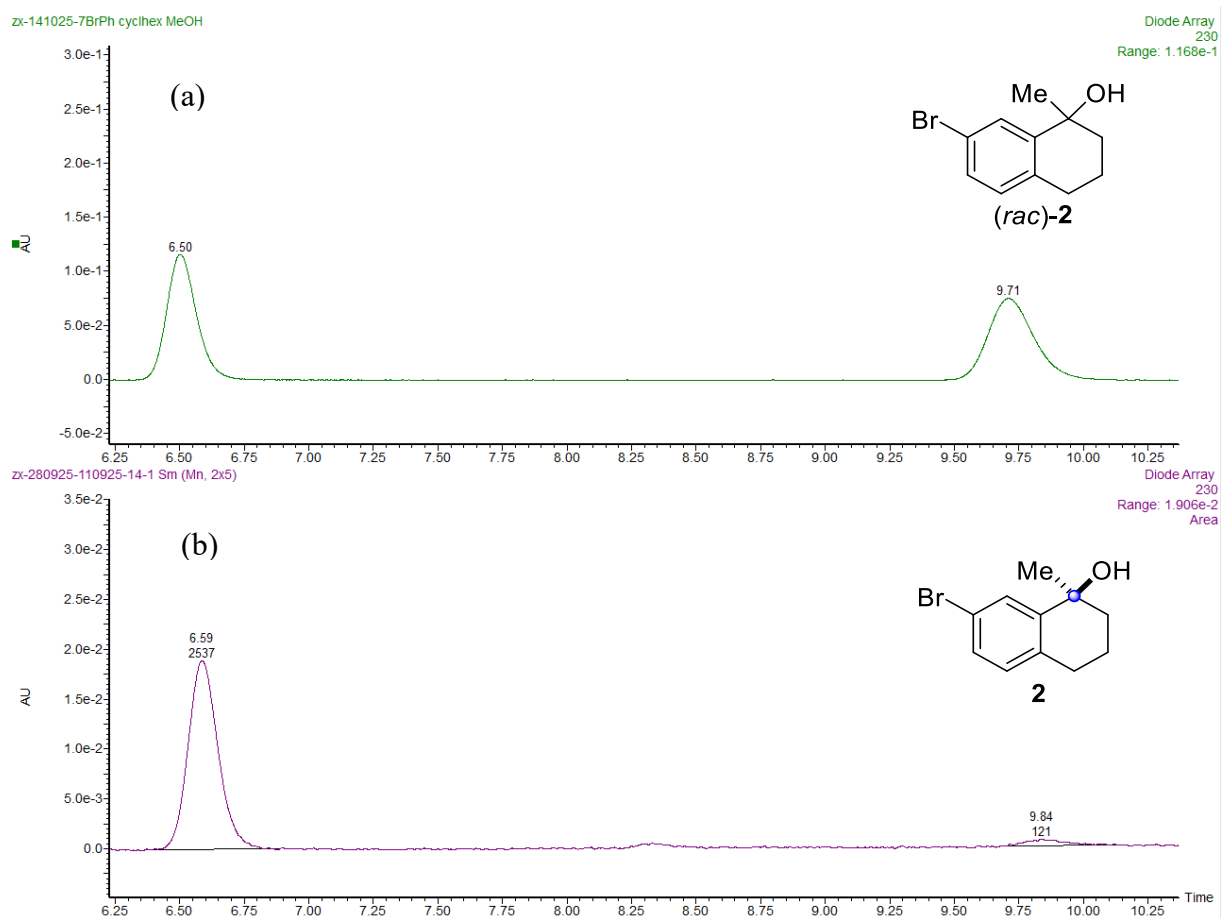 zx-141025-7BrPh cyclhex MeOH
Diode Array
230
Range: 1.168e-1
(a)
Me OH
Br
(rac)-2
AU
3.0e-1
2.5e-1
2.0e-1
1.5e-1
1.0e-1
5.0e-2
0.0
-5.0e-2
6.50
9.71
6.25 6.50 6.75 7.00 7.25 7.50 7.75 8.00 8.25 8.50 8.75 9.00 9.25 9.50 9.75 10.00 10.25
zx-280925-110925-14-1 Sm (Mn, 2x5)
Diode Array
230
Range: 1.906e-2
Area
(b)
Me OH
Br
2
AU
3.5e-2
3.0e-2
2.5e-2
2.0e-2
1.5e-2
1.0e-2
5.0e-3
0.0
6.59
2537
9.84
121
Time
6.25 6.50 6.75 7.00 7.25 7.50 7.75 8.00 8.25 8.50 8.75 9.00 9.25 9.50 9.75 10.00 10.25